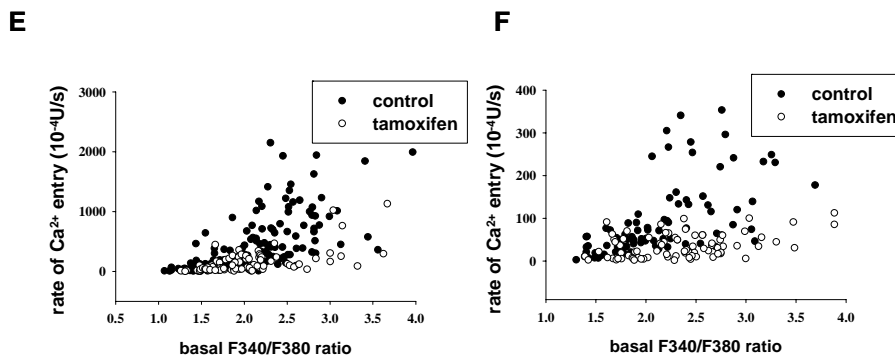 E
F
rate of Ca²⁺ entry (10⁻⁴U/s)
3000
2000
1000
0
control
tamoxifen
0.5 1.0 1.5 2.0 2.5 3.0 3.5 4.0
basal F340/F380 ratio
rate of Ca²⁺ entry (10⁻⁴U/s)
400
300
200
100
0
control
tamoxifen
1.0 1.5 2.0 2.5 3.0 3.5 4.0
basal F340/F380 ratio